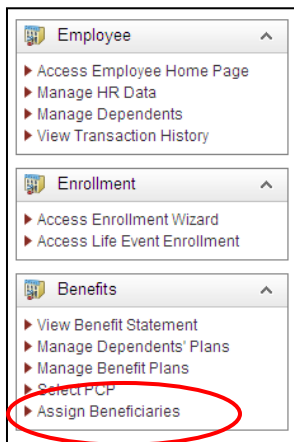 Employee
Access Employee Home Page
Manage HR Data
Manage Dependents
View Transaction History
Enrollment
Access Enrollment Wizard
Access Life Event Enrollment
Benefits
View Benefit Statement
Manage Dependents' Plans
Manage Benefit Plans
Select PCP
Assign Beneficiaries